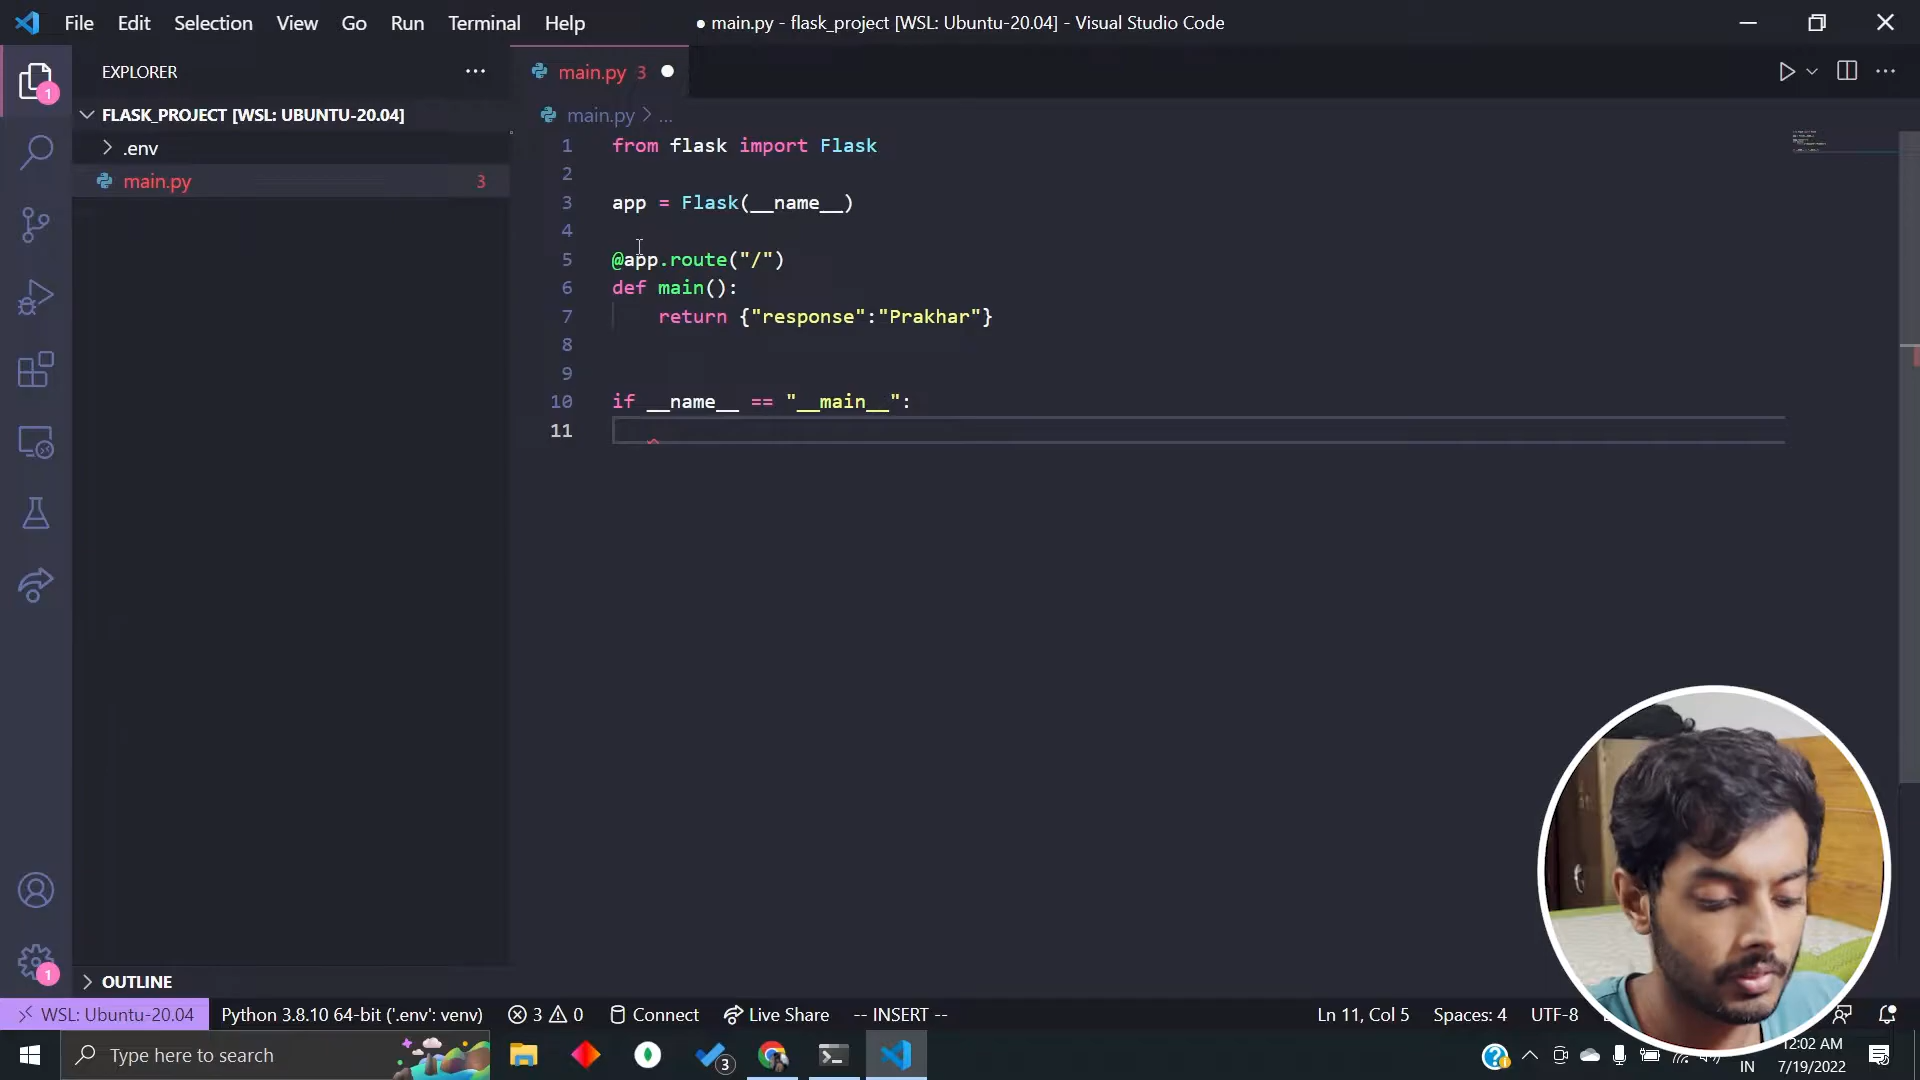 File Edit Selection View Go Run Terminal Help ● main.py - flask_project [WSL: Ubuntu-20.04] - Visual Studio Code
EXPLORER
main.py 3
1
FLASK_PROJECT [WSL: UBUNTU-20.04]
main.py > ...
.env
main.py 3
1 from flask import Flask
2
3 app = Flask(__name__)
4
5 @app.route("/")
6 def main():
7 return {"response":"Prakhar"}
8
9
10 if __name__ == "__main__":
11
OUTLINE
1
WSL: Ubuntu-20.04 Python 3.8.10 64-bit ('.env': venv) 3 0 Connect Live Share -- INSERT -- Ln 11, Col 5 Spaces: 4 UTF-8
Type here to search
3
IN
12:02 AM
7/19/2022